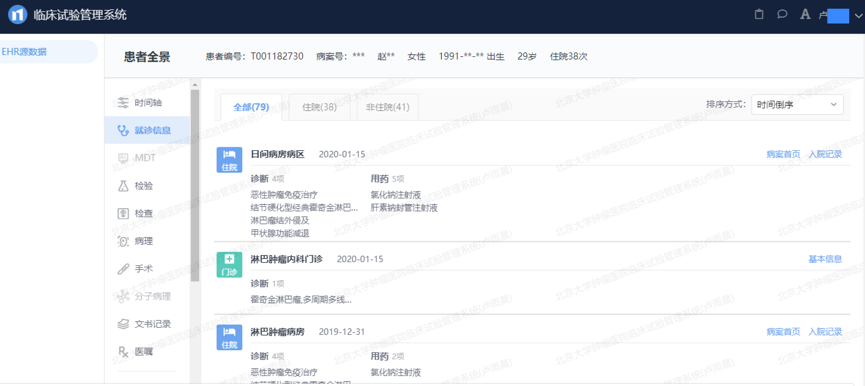 临床试验管理系统
A 卢
EHR源数据
患者全景 患者编号：T001182730 病案号：*** 赵** 女性 1991-**-** 出生 29岁 住院38次
时间轴
就诊信息
MDT
检验
检查
病理
手术
分子病理
文书记录
医嘱
全部(79) 住院(38) 非住院(41) 排序方式： 时间倒序
住院 日间病房病区 2020-01-15 病案首页 入院记录
诊断 4项 用药 5项
恶性肿瘤免疫治疗 氯化钠注射液
结节硬化型经典霍奇金淋巴... 肝素钠封管注射液
淋巴瘤结外侵及
甲状腺功能减退
门诊 淋巴肿瘤内科门诊 2020-01-15 基本信息
诊断 1项
霍奇金淋巴瘤,多周期多线...
住院 淋巴肿瘤病房 2019-12-31 病案首页 入院记录
诊断 4项 用药 2项
恶性肿瘤免疫治疗 氯化钠注射液
结节硬化型经典霍奇金淋巴...